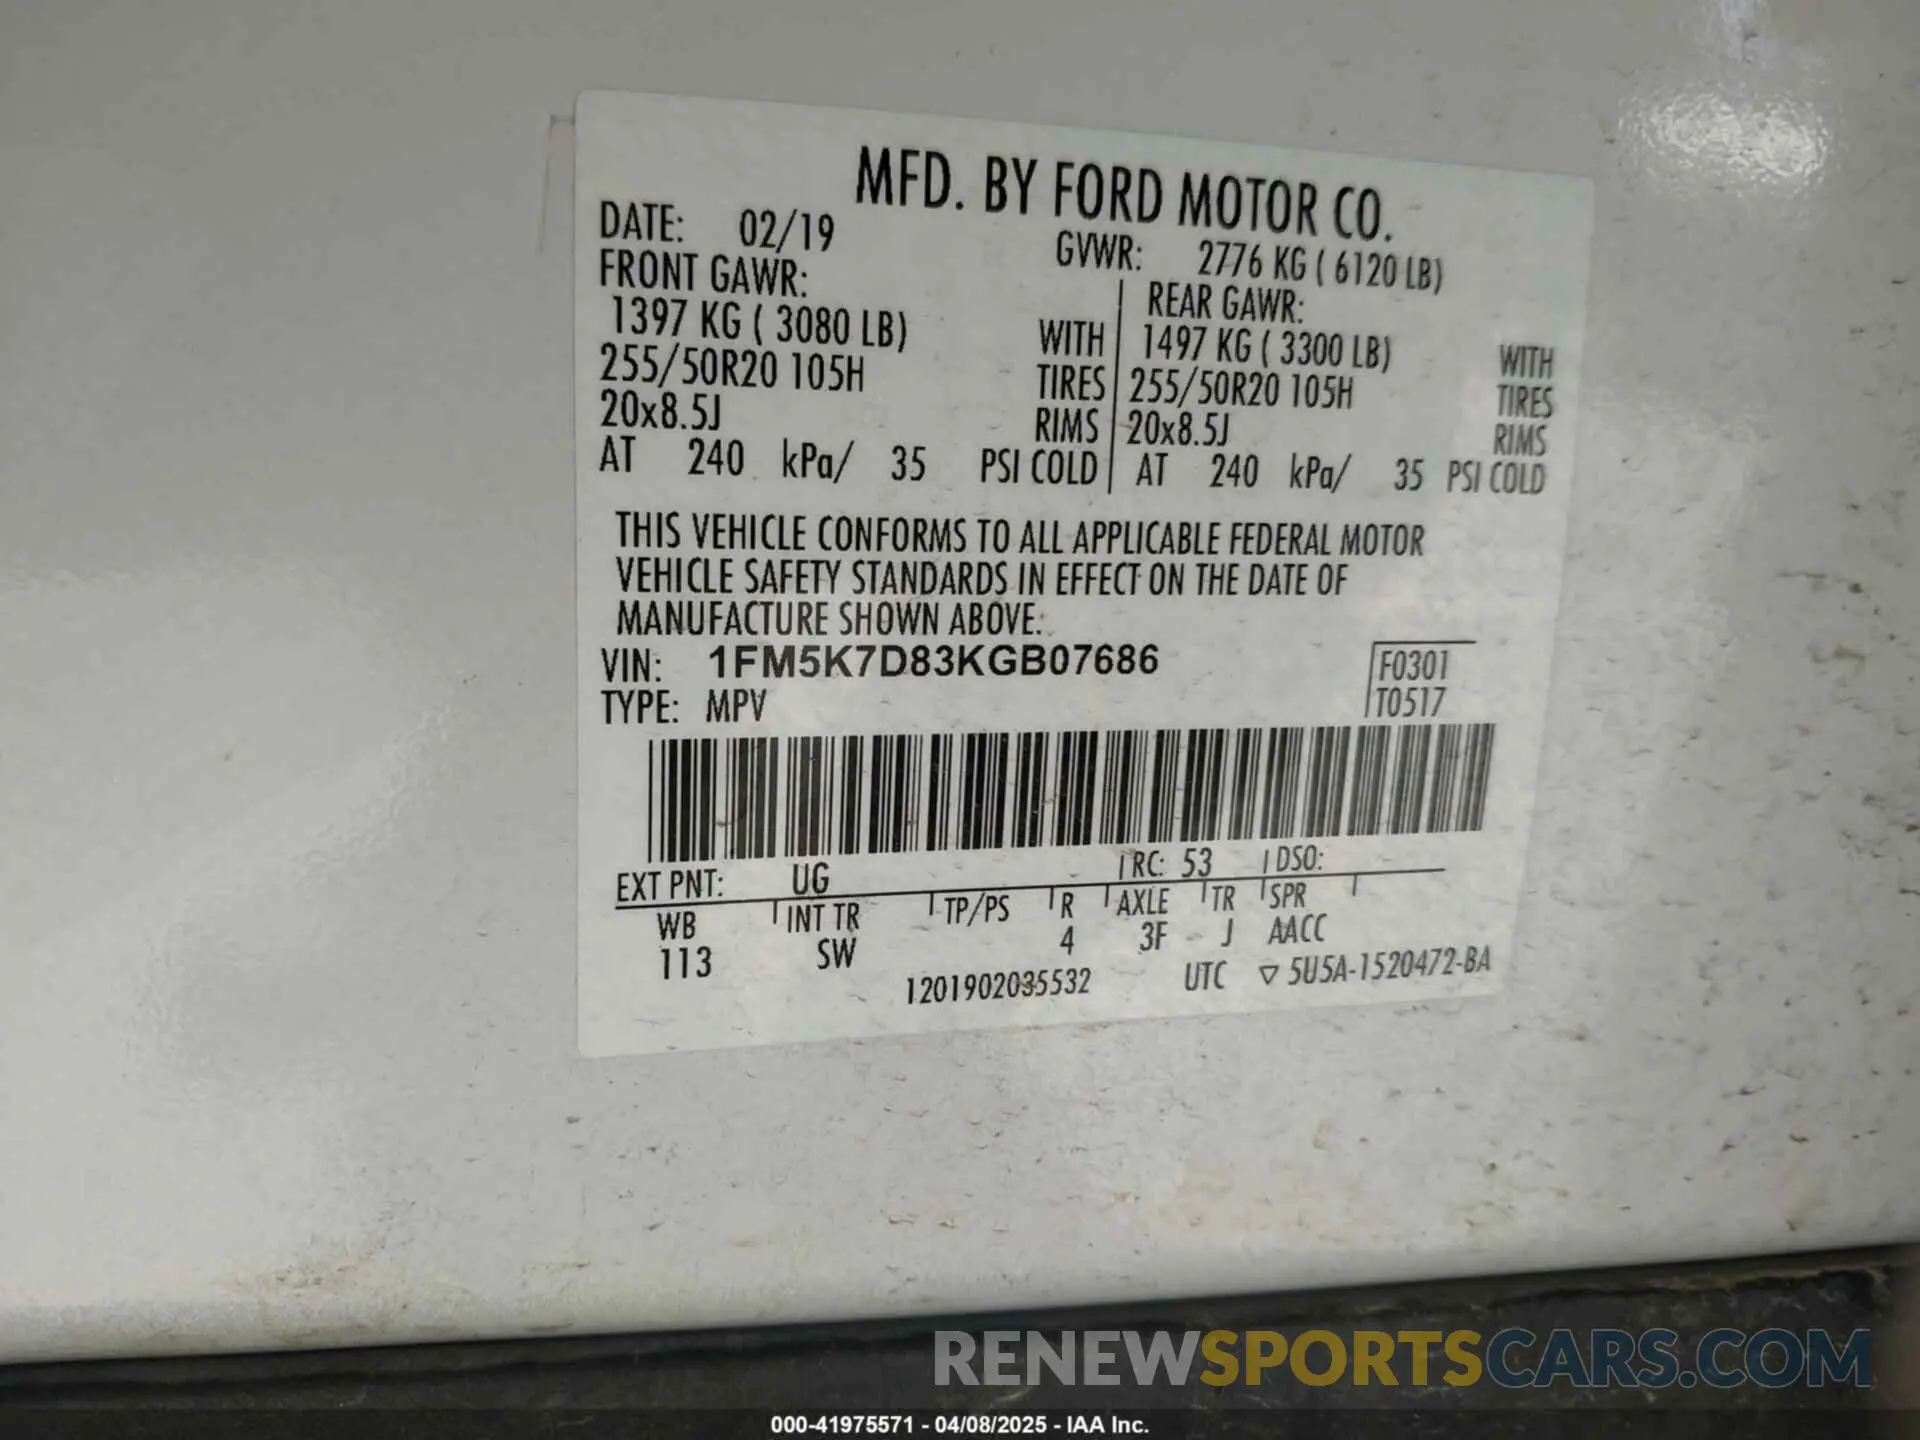 MFD. BY FORD MOTOR CO.
DATE: 02/19 GVWR: 2776 KG ( 6120 LB)
FRONT GAWR: REAR GAWR:
1397 KG ( 3080 LB) WITH 1497 KG ( 3300 LB) WITH
255/50R20 105H TIRES 255/50R20 105H TIRES
20x8.5J RIMS 20x8.5J RIMS
AT 240 kPa/ 35 PSI COLD AT 240 kPa/ 35 PSI COLD
THIS VEHICLE CONFORMS TO ALL APPLICABLE FEDERAL MOTOR
VEHICLE SAFETY STANDARDS IN EFFECT ON THE DATE OF
MANUFACTURE SHOWN ABOVE.
VIN: 1FM5K7D83KGB07686 F0301
TYPE: MPV T0517
EXT PNT: UG RC: 53 DSO:
WB INT TR TP/PS R AXLE TR SPR
113 SW 4 3F J AACC
1201902035532 UTC ▽ 5U5A-1520472-BA
RENEWSPORTSCARS.COM
000-41975571 - 04/08/2025 - IAA Inc.